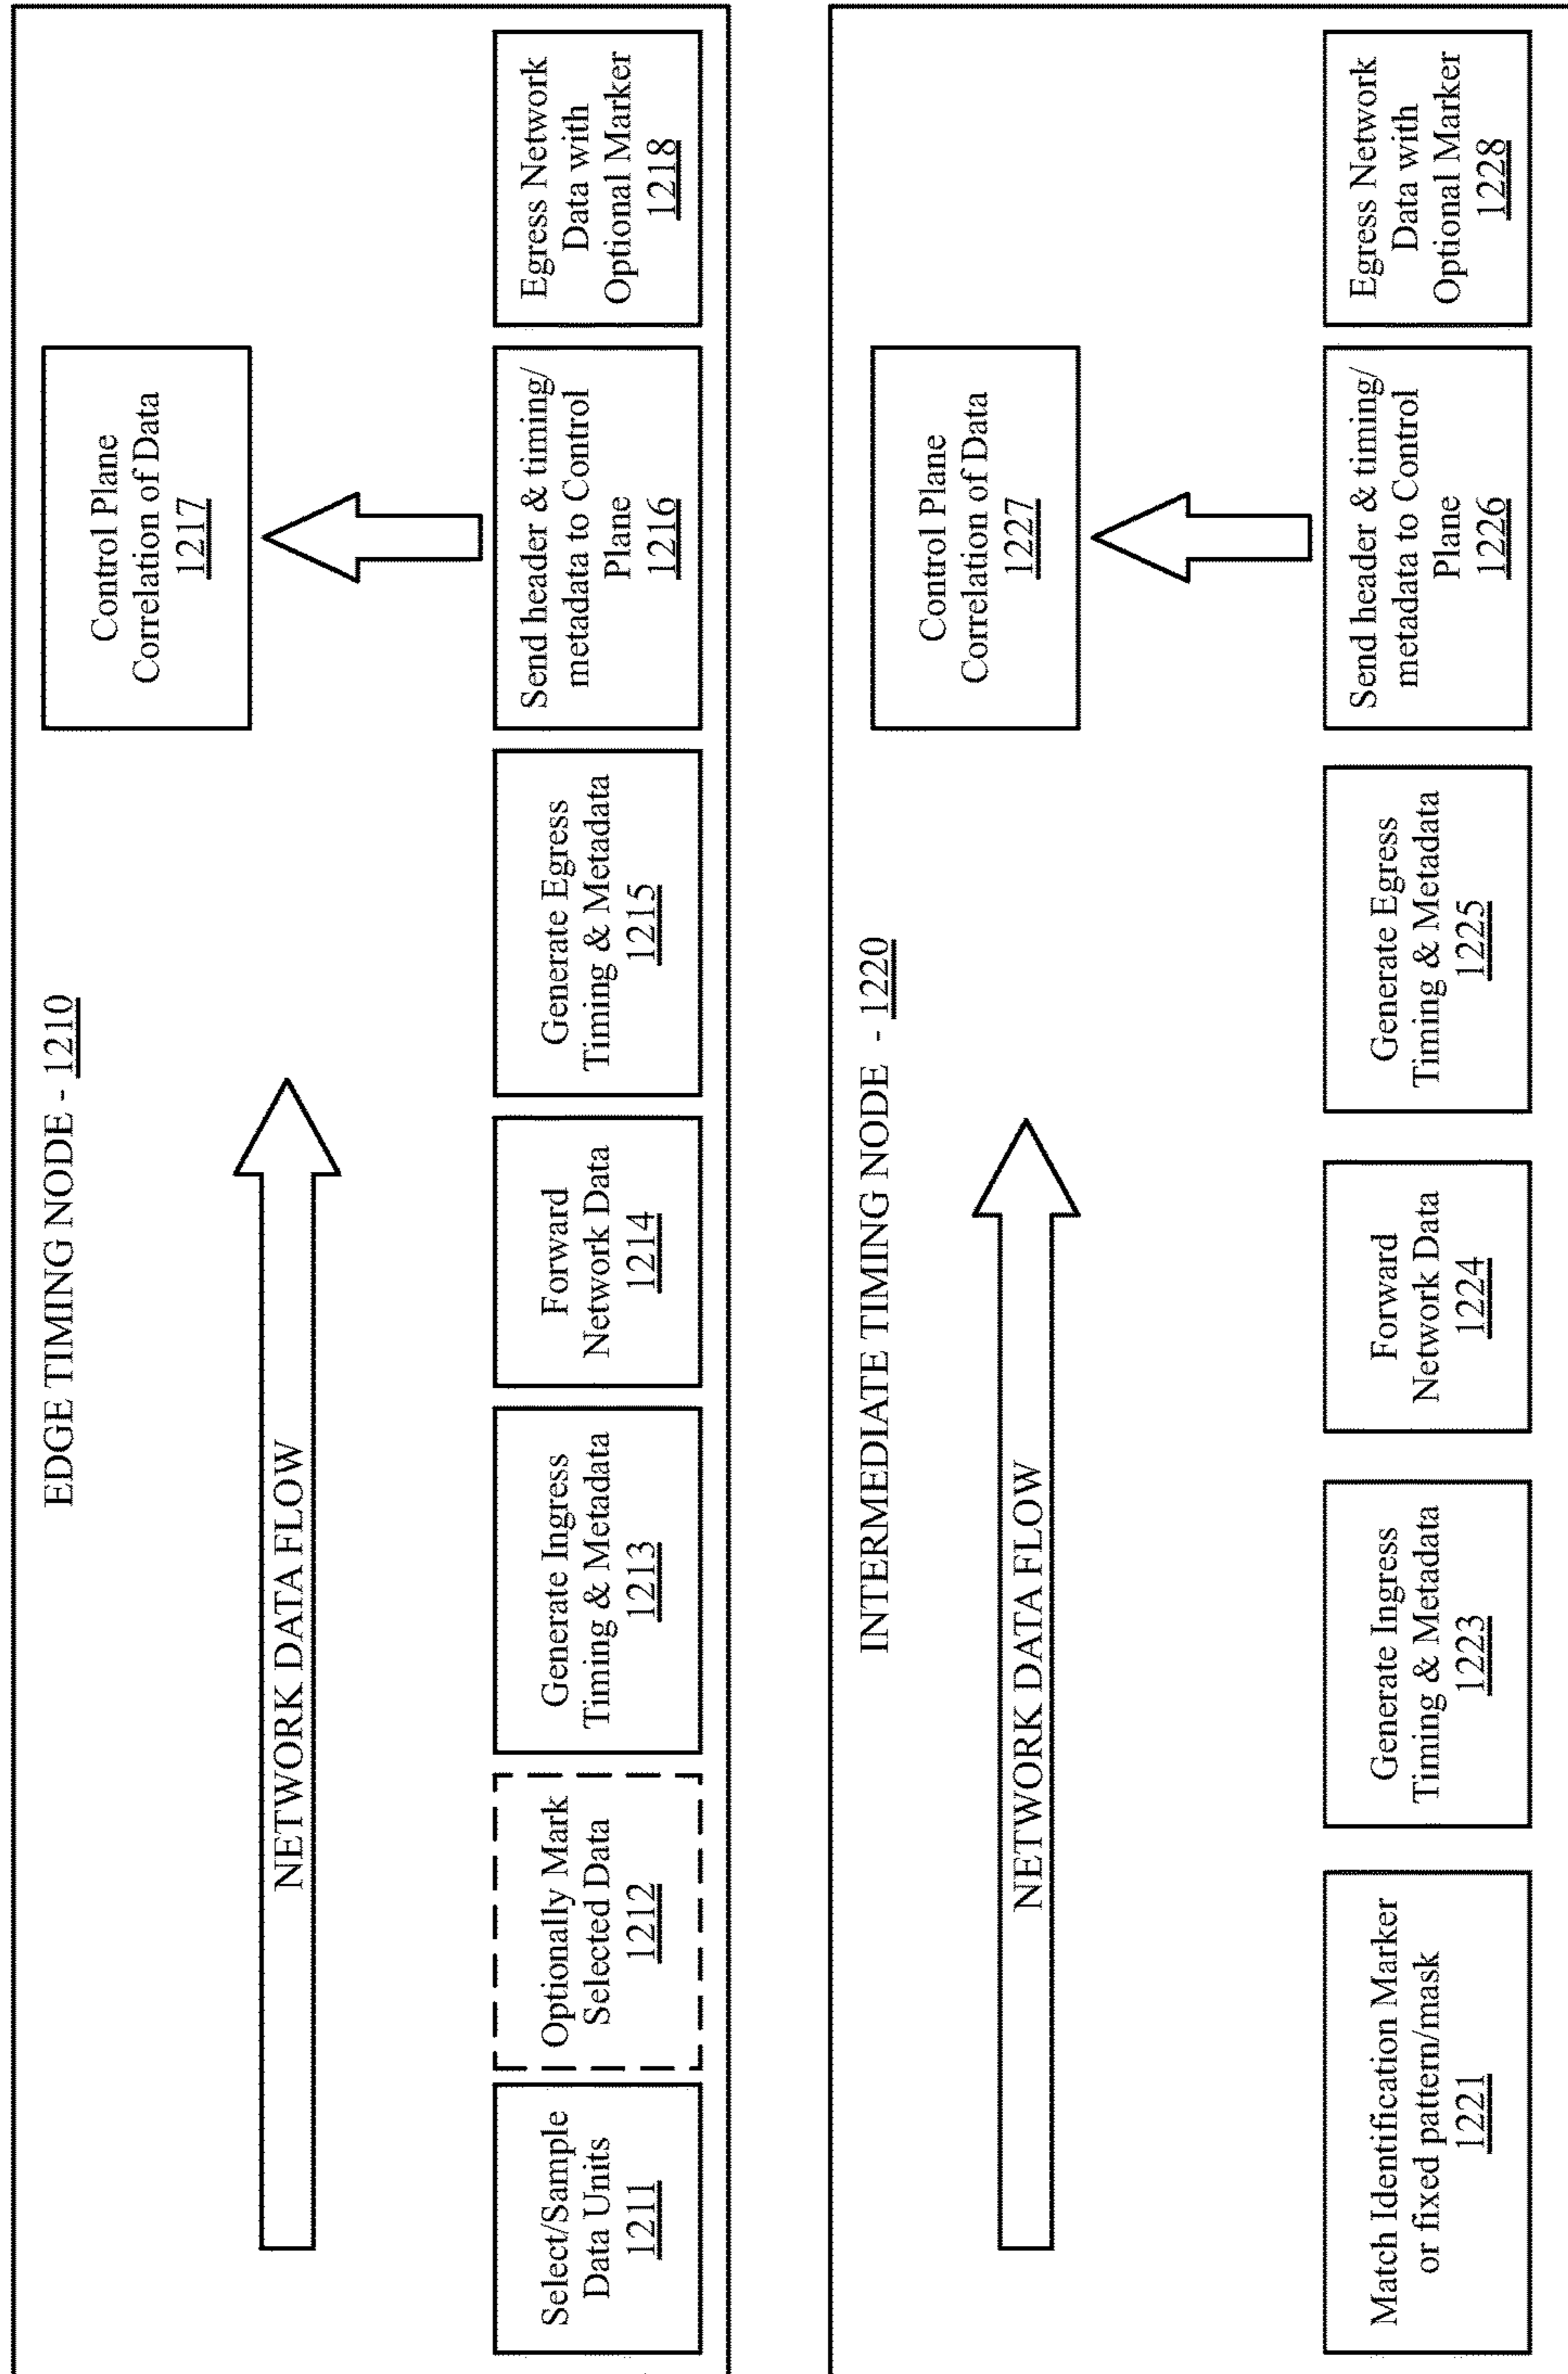 EDGE TIMING NODE - 1210
NETWORK DATA FLOW
Control Plane
Correlation of Data
1217
Select/Sample
Data Units
1211
Optionally Mark
Selected Data
1212
Generate Ingress
Timing & Metadata
1213
Forward
Network Data
1214
Generate Egress
Timing & Metadata
1215
Send header & timing/
metadata to Control
Plane
1216
Egress Network
Data with
Optional Marker
1218
INTERMEDIATE TIMING NODE - 1220
NETWORK DATA FLOW
Control Plane
Correlation of Data
1227
Match Identification Marker
or fixed pattern/mask
1221
Generate Ingress
Timing & Metadata
1223
Forward
Network Data
1224
Generate Egress
Timing & Metadata
1225
Send header & timing/
metadata to Control
Plane
1226
Egress Network
Data with
Optional Marker
1228